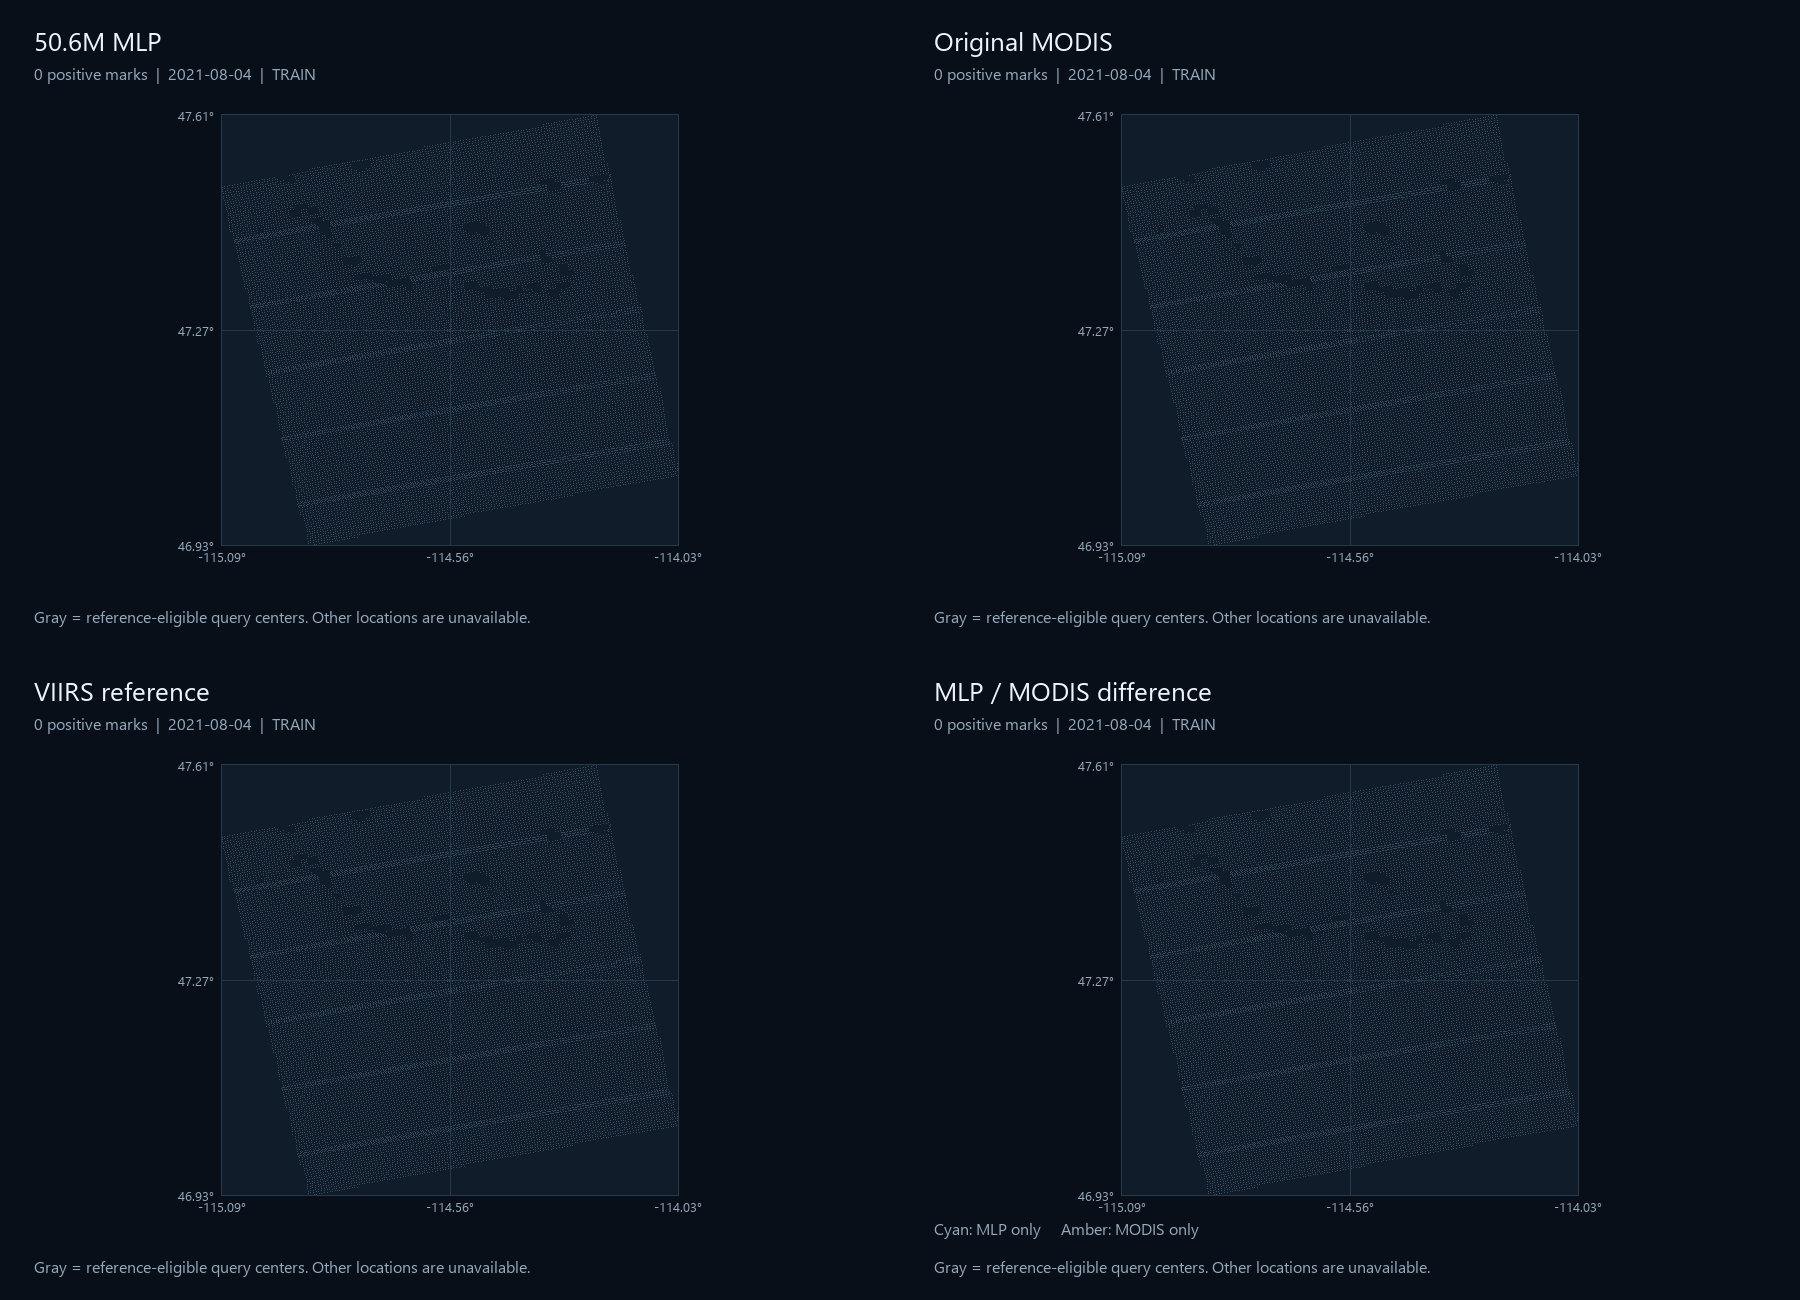 50.6M MLP
0 positive marks | 2021-08-04 | TRAIN
47.61°
47.27°
46.93°
-115.09° -114.56° -114.03°
Gray = reference-eligible query centers. Other locations are unavailable.
Original MODIS
0 positive marks | 2021-08-04 | TRAIN
47.61°
47.27°
46.93°
-115.09° -114.56° -114.03°
Gray = reference-eligible query centers. Other locations are unavailable.
VIIRS reference
0 positive marks | 2021-08-04 | TRAIN
47.61°
47.27°
46.93°
-115.09° -114.56° -114.03°
Gray = reference-eligible query centers. Other locations are unavailable.
MLP / MODIS difference
0 positive marks | 2021-08-04 | TRAIN
47.61°
47.27°
46.93°
-115.09° -114.56° -114.03°
Cyan: MLP only Amber: MODIS only
Gray = reference-eligible query centers. Other locations are unavailable.